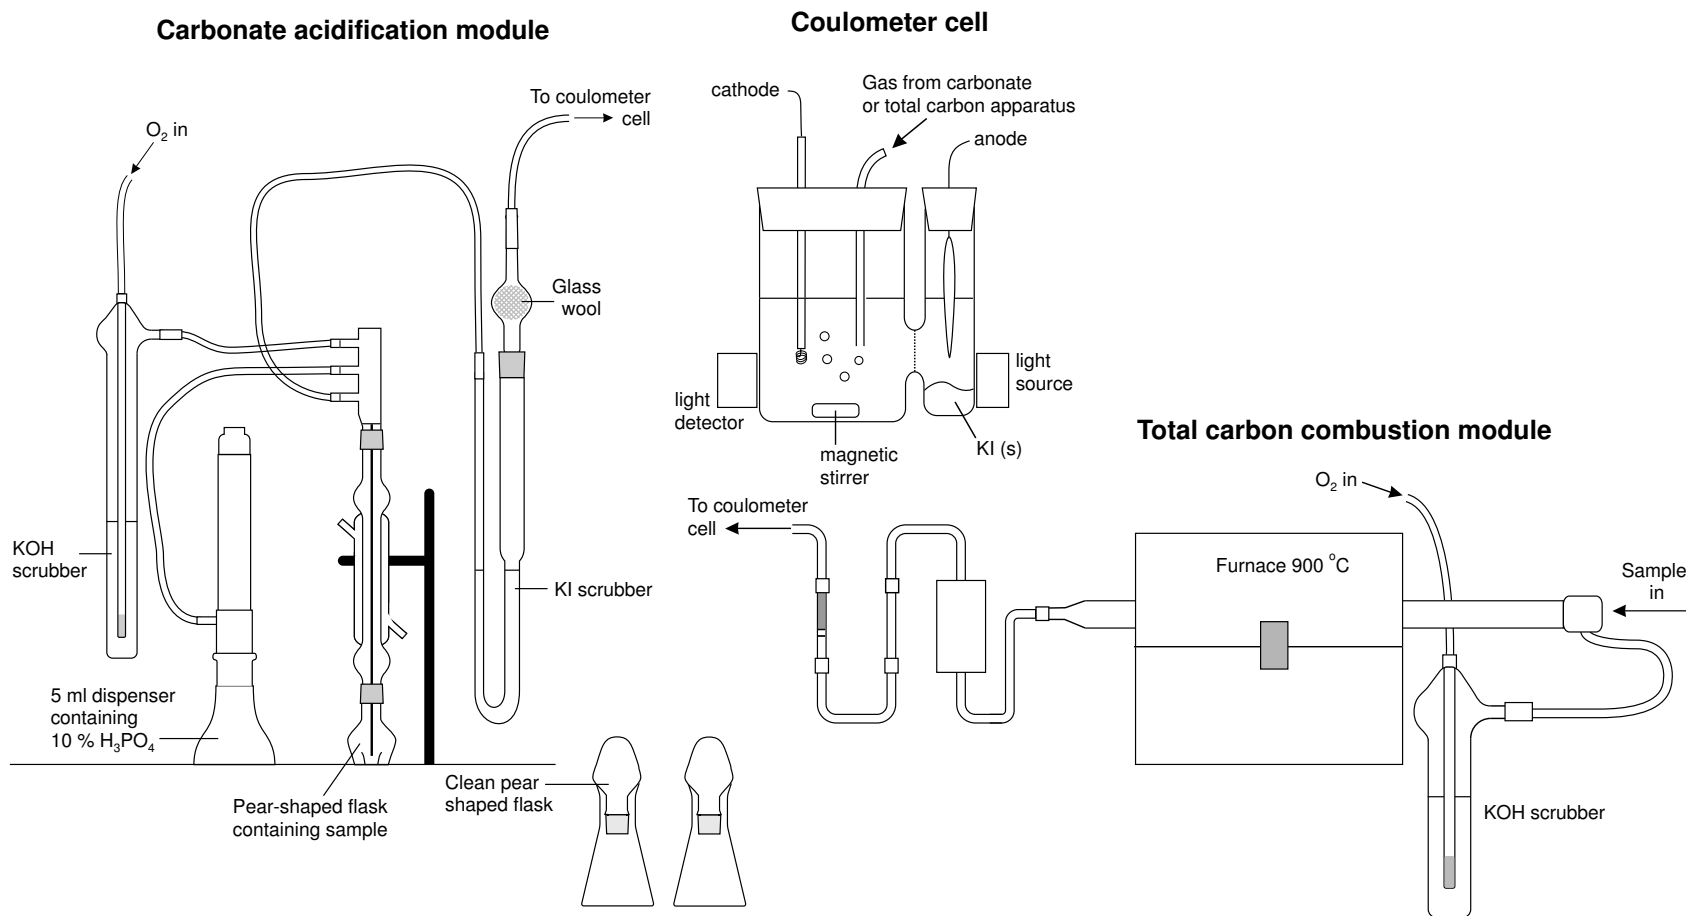 Carbonate acidification module
O2 in
To coulometer
cell
Glass
wool
KOH
scrubber
KI scrubber
5 ml dispenser
containing
10 % H3PO4
Pear-shaped flask
containing sample
Clean pear
shaped flask
Coulometer cell
cathode
Gas from carbonate
or total carbon apparatus
anode
light
detector
light
source
magnetic
stirrer
KI (s)
Total carbon combustion module
To coulometer
cell
O2 in
Furnace 900 °C
Sample
in
KOH scrubber